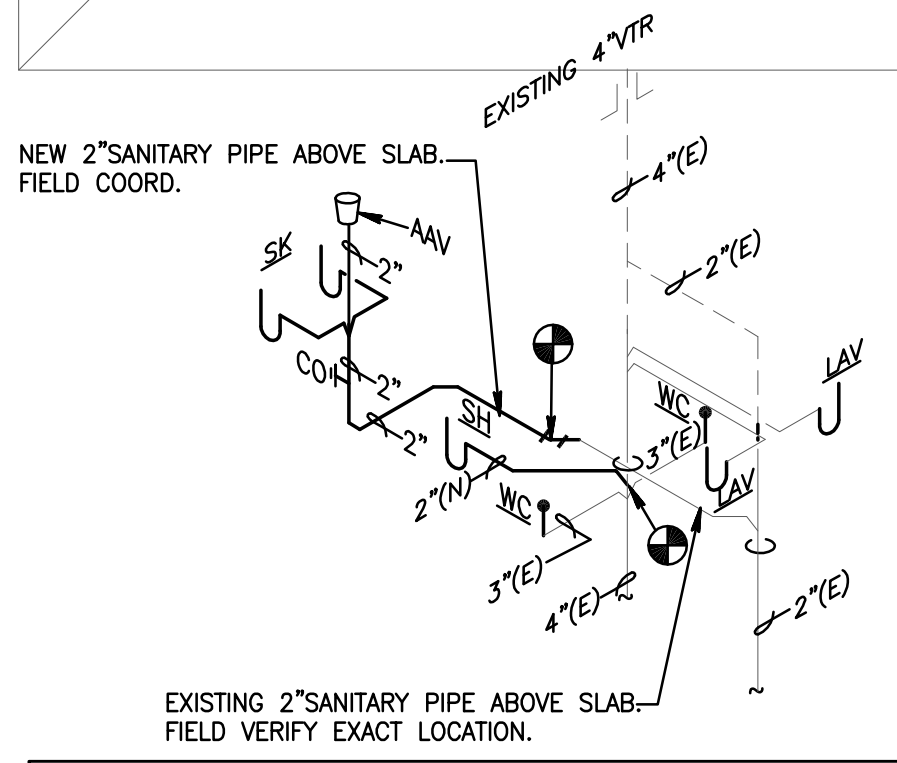 EXISTING 4"VTR
NEW 2"SANITARY PIPE ABOVE SLAB.
FIELD COORD.
4"(E)
AAV
SK
2"
2"(E)
CO
2"
LAV
WC
SH
2"
3"(E)
2"(N)
WC
LAV
3"(E)
4"(E)
2"(E)
EXISTING 2"SANITARY PIPE ABOVE SLAB.
FIELD VERIFY EXACT LOCATION.